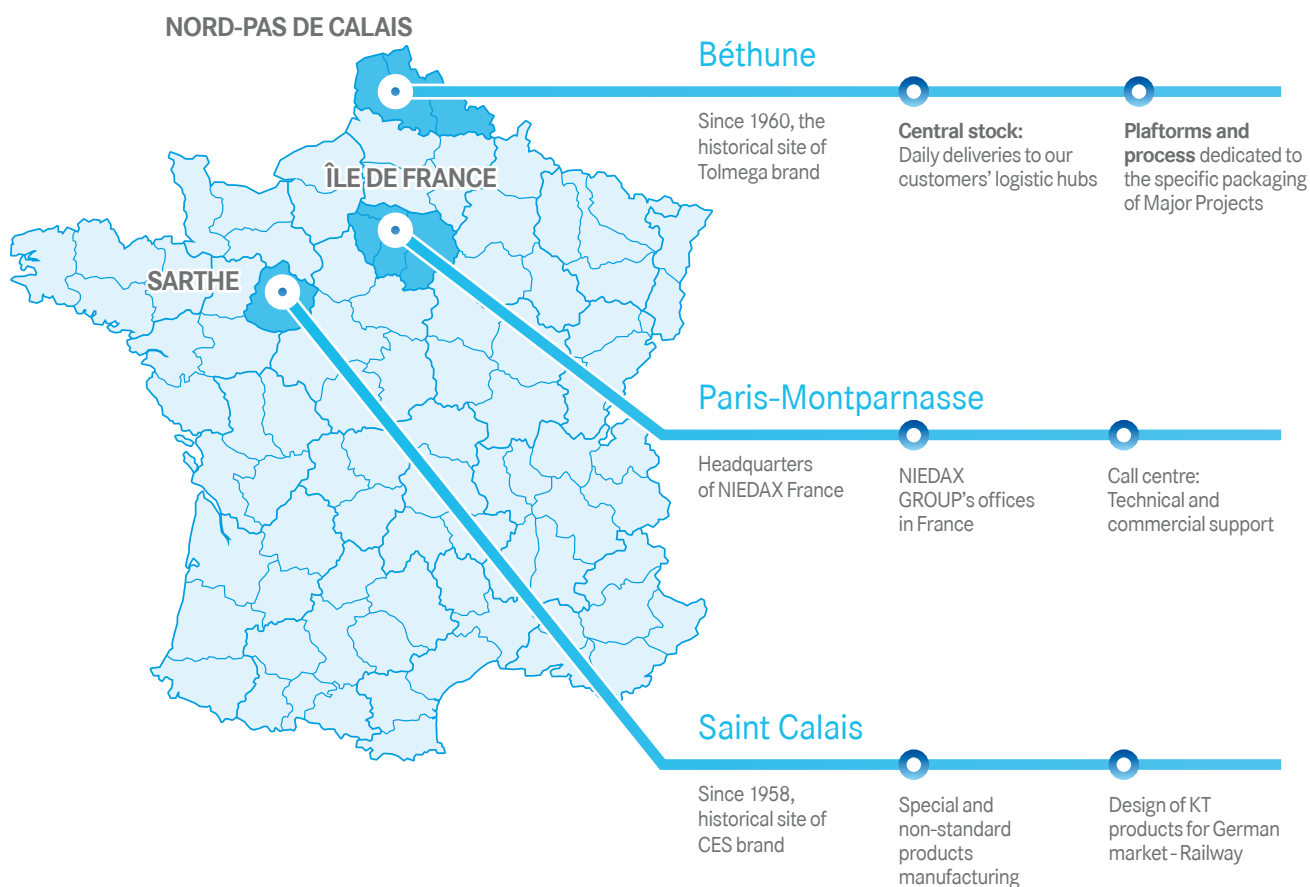 NORD-PAS DE CALAIS
ÎLE DE FRANCE
SARTHE
Béthune
Since 1960, the
historical site of
Tolmega brand
Central stock:
Daily deliveries to our
customers’ logistic hubs
Plaftorms and
process dedicated to
the specific packaging
of Major Projects
Paris-Montparnasse
Headquarters
of NIEDAX France
NIEDAX
GROUP’s offices
in France
Call centre:
Technical and
commercial support
Saint Calais
Since 1958,
historical site of
CES brand
Special and
non-standard
products
manufacturing
Design of KT
products for German
market - Railway